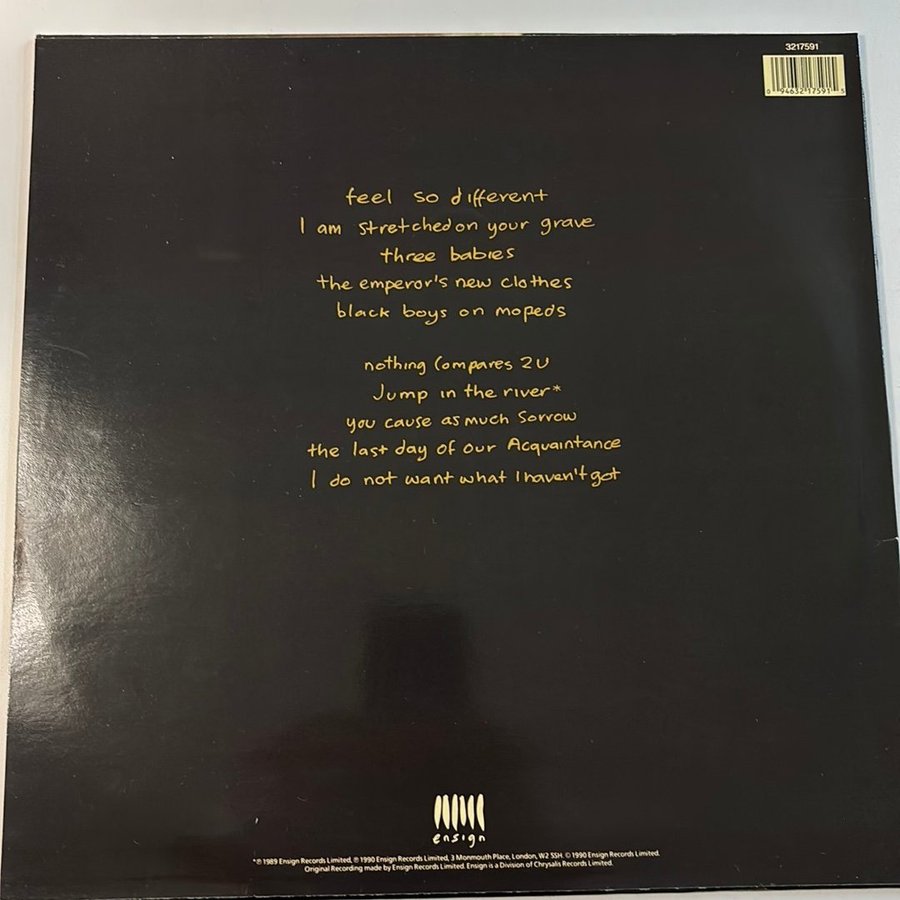 3217591
0 94632 17591 5
feel so different
I am stretched on your grave
three babies
the emperor's new clothes
black boys on mopeds
nothing Compares 2U
Jump in the river*
you cause as much Sorrow
the last day of our Acquaintance
I do not want what I haven't got
ensign
*℗ 1989 Ensign Records Limited, ℗ 1990 Ensign Records Limited, 3 Monmouth Place, London, W2 5SH. © 1990 Ensign Records Limited.
Original Recording made by Ensign Records Limited. Ensign is a Division of Chrysalis Records Limited.